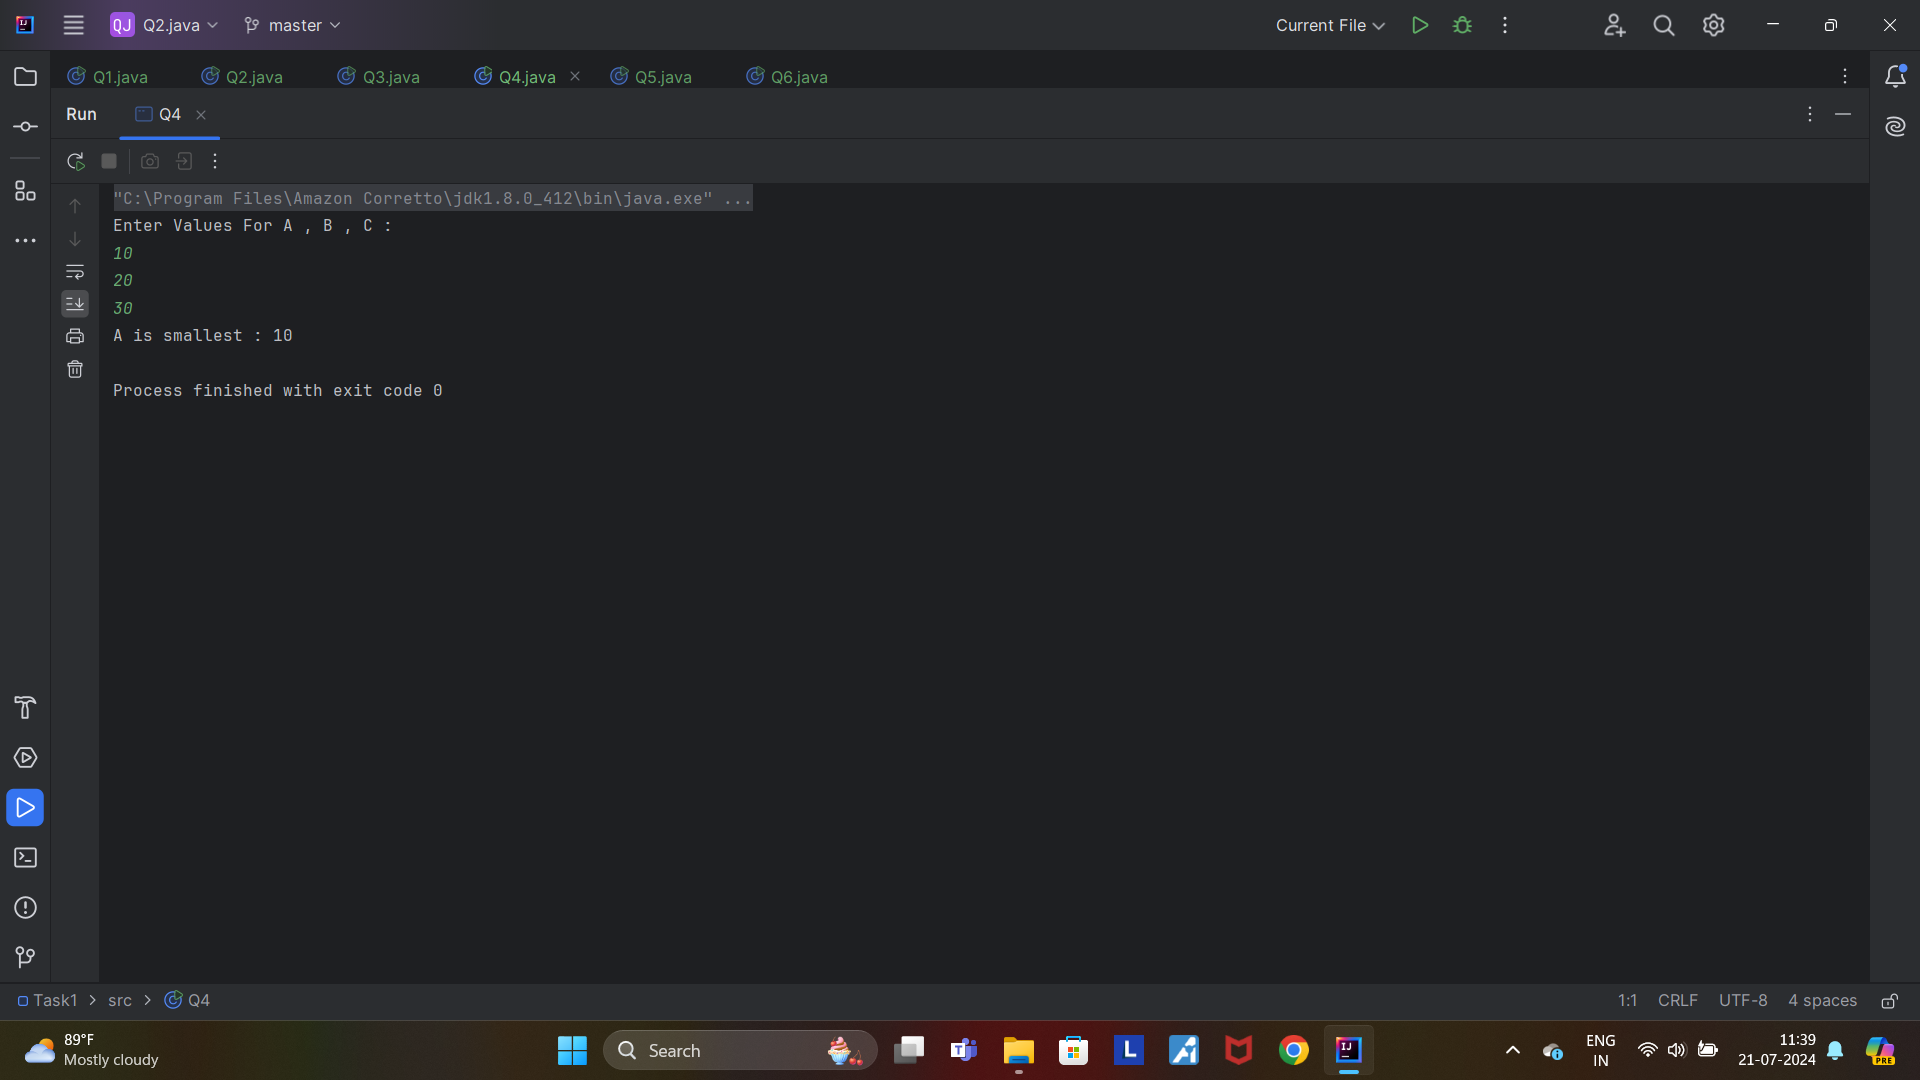 QJ Q2.java master Current File
Q1.java Q2.java Q3.java Q4.java Q5.java Q6.java
Run Q4
"C:\Program Files\Amazon Corretto\jdk1.8.0_412\bin\java.exe" ...
Enter Values For A , B , C :
10
20
30
A is smallest : 10
Process finished with exit code 0
Task1 > src > Q4 1:1 CRLF UTF-8 4 spaces
89°F
Mostly cloudy
Search
ENG
IN
11:39
21-07-2024
PRE